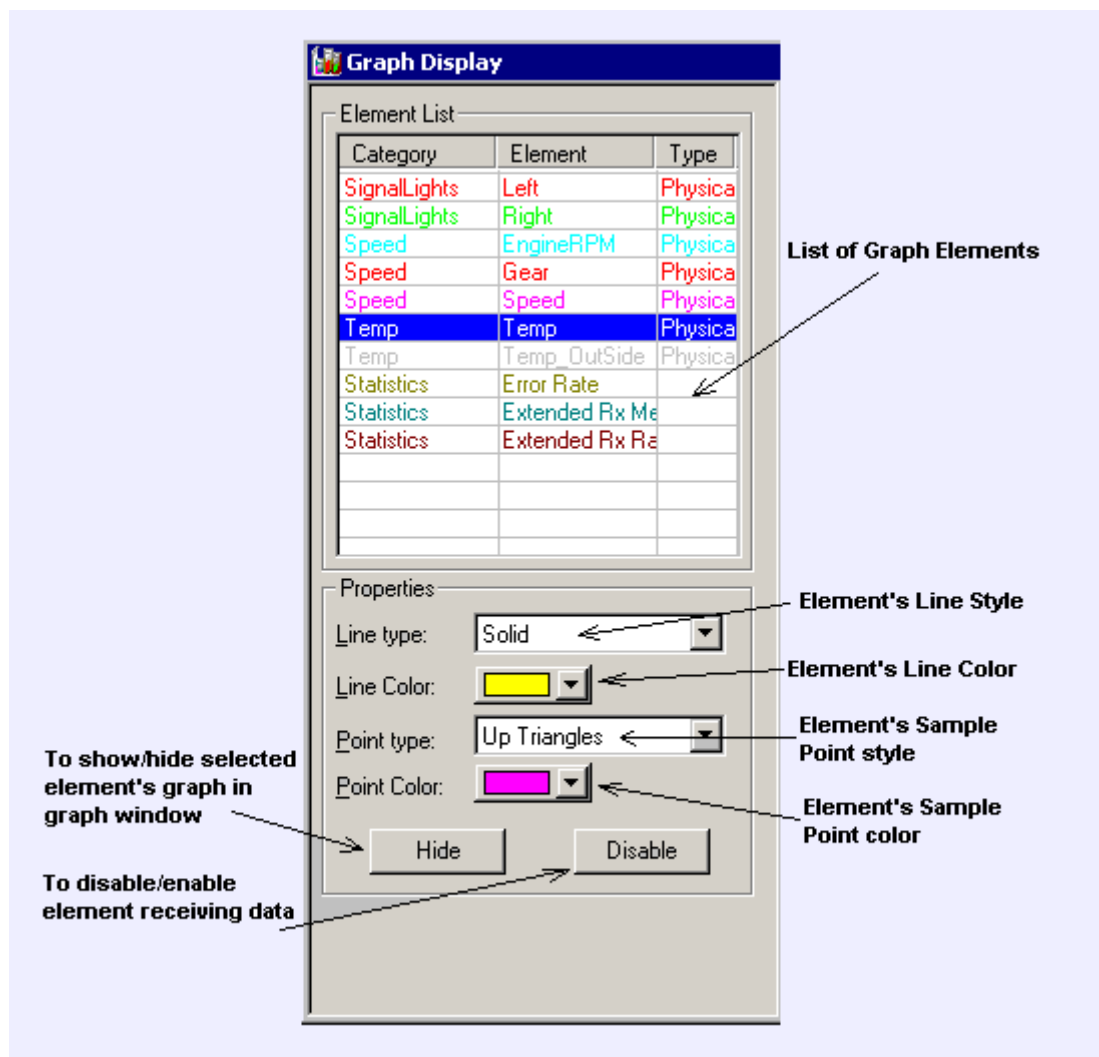 Graph Display
Element List
Category Element Type
SignalLights Left Physica
SignalLights Right Physica
Speed EngineRPM Physica
Speed Gear Physica
Speed Speed Physica
Temp Temp Physica
Temp Temp_OutSide Physica
Statistics Error Rate
Statistics Extended Rx Me
Statistics Extended Rx Ra
List of Graph Elements
Properties
Line type: Solid
Element's Line Style
Line Color:
Element's Line Color
Point type: Up Triangles
Element's Sample
Point style
Point Color:
Element's Sample
Point color
To show/hide selected
element's graph in
graph window
Hide Disable
To disable/enable
element receiving data